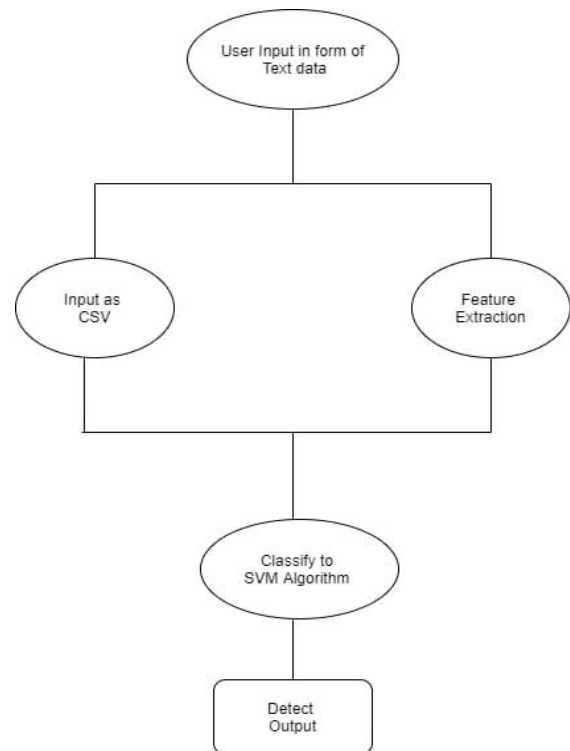 User Input in form of
Text data
Input as
CSV
Feature
Extraction
Classify to
SVM Algorithm
Detect
Output